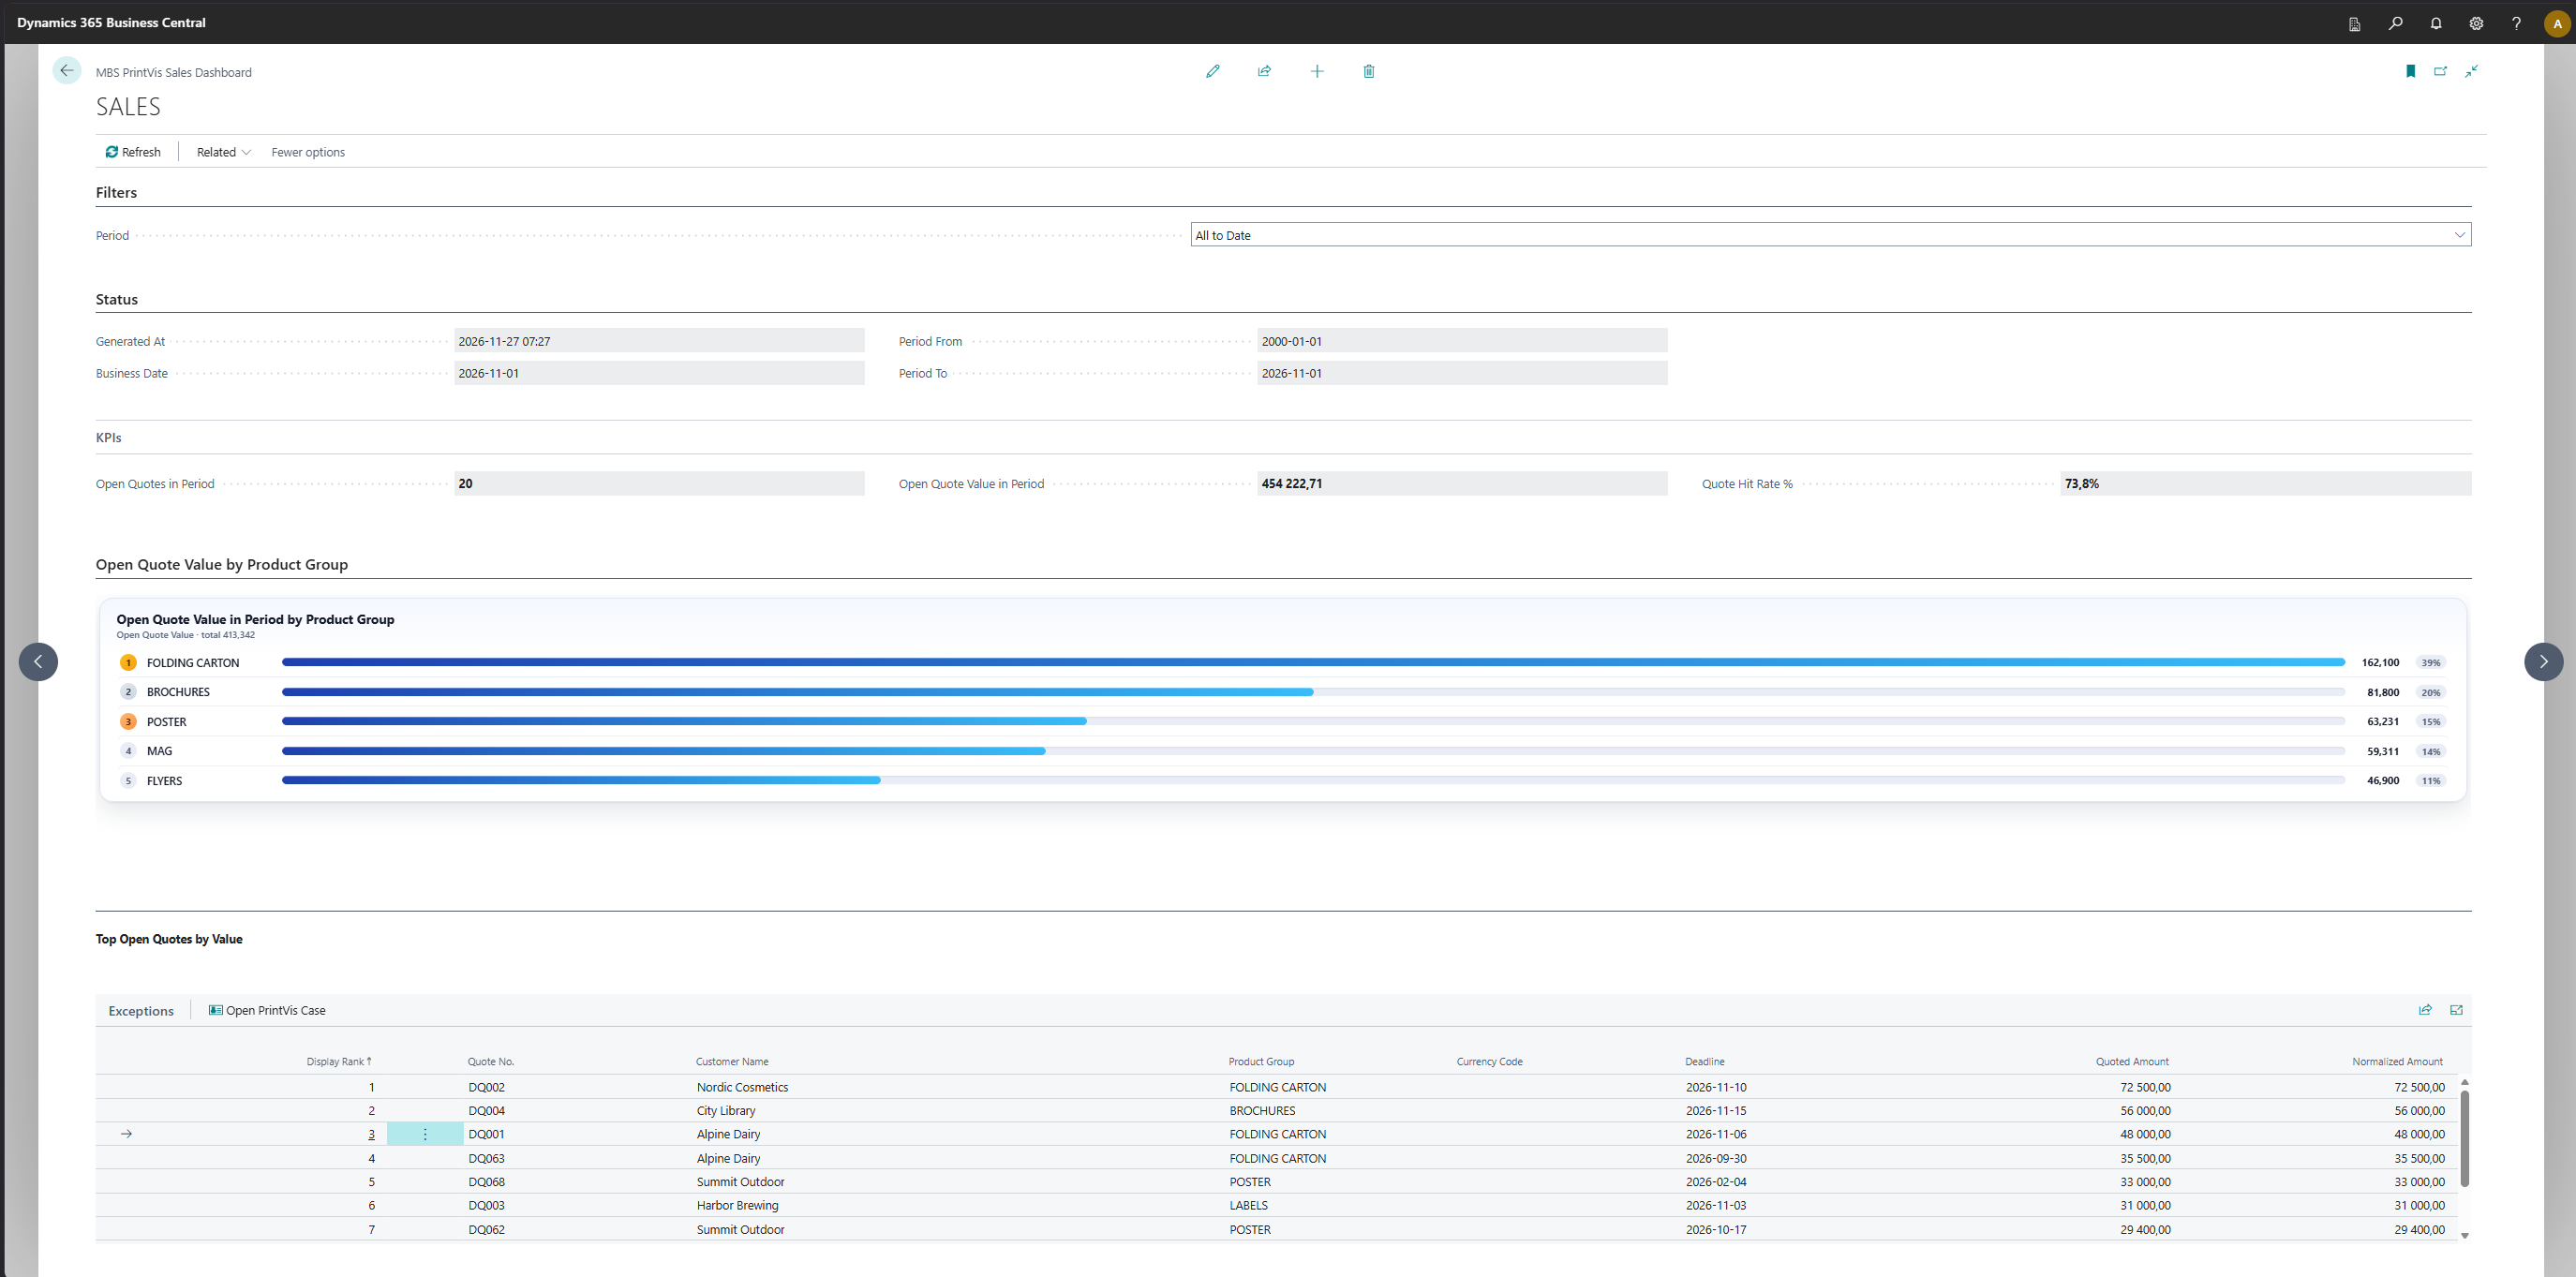 Dynamics 365 Business Central
A
MBS PrintVis Sales Dashboard
SALES
Refresh Related Fewer options
Filters
Period All to Date
Status
Generated At 2026-11-27 07:27 Period From 2000-01-01
Business Date 2026-11-01 Period To 2026-11-01
KPIs
Open Quotes in Period 20 Open Quote Value in Period 454 222,71 Quote Hit Rate % 73,8%
Open Quote Value by Product Group
Open Quote Value in Period by Product Group
Open Quote Value · total 413,342
1 FOLDING CARTON 162,100 39%
2 BROCHURES 81,800 20%
3 POSTER 63,231 15%
4 MAG 59,311 14%
5 FLYERS 46,900 11%
Top Open Quotes by Value
Exceptions Open PrintVis Case
Display Rank ↑ Quote No. Customer Name Product Group Currency Code Deadline Quoted Amount Normalized Amount
1 DQ002 Nordic Cosmetics FOLDING CARTON 2026-11-10 72 500,00 72 500,00
2 DQ004 City Library BROCHURES 2026-11-15 56 000,00 56 000,00
3 DQ001 Alpine Dairy FOLDING CARTON 2026-11-06 48 000,00 48 000,00
4 DQ063 Alpine Dairy FOLDING CARTON 2026-09-30 35 500,00 35 500,00
5 DQ068 Summit Outdoor POSTER 2026-02-04 33 000,00 33 000,00
6 DQ003 Harbor Brewing LABELS 2026-11-03 31 000,00 31 000,00
7 DQ062 Summit Outdoor POSTER 2026-10-17 29 400,00 29 400,00